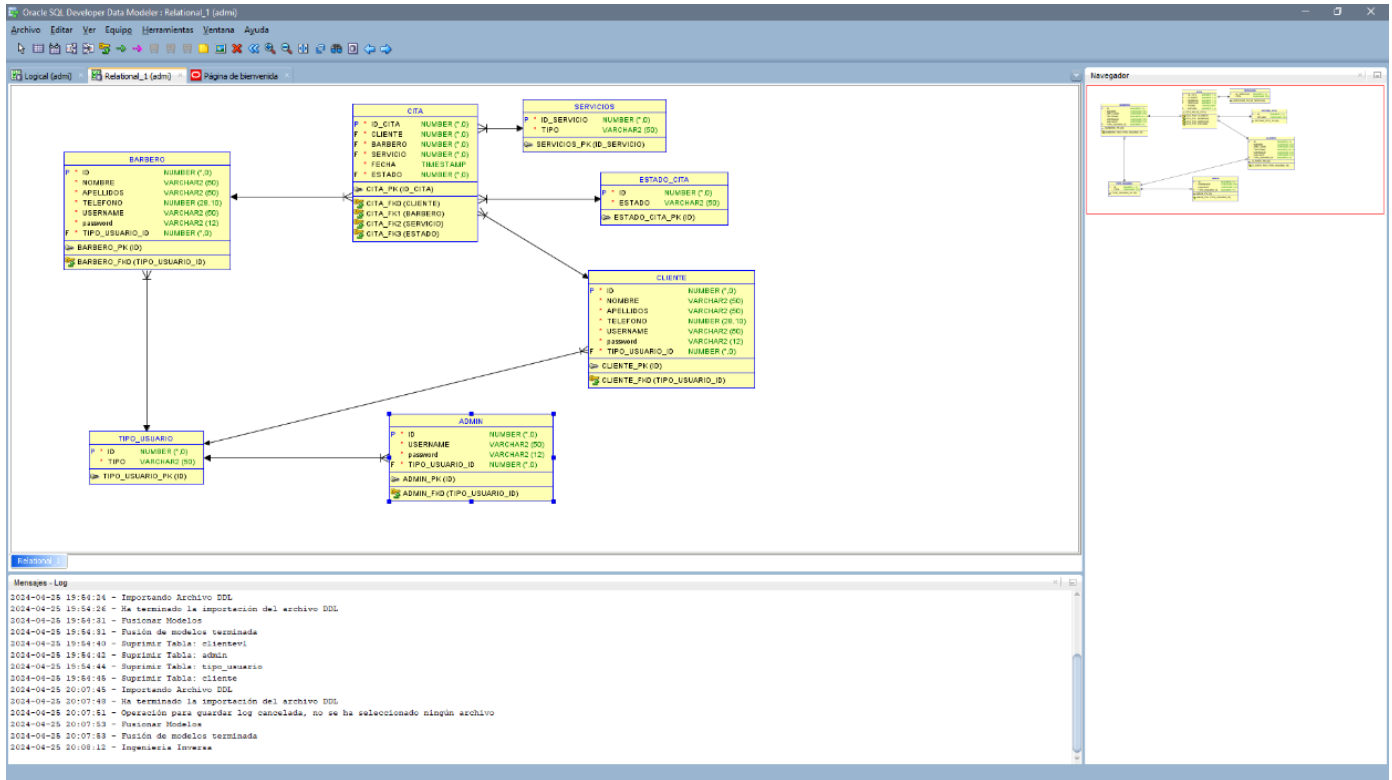 Oracle SQL Developer Data Modeler : Relational_1 (admi)
Archivo Editar Ver Equipo Herramientas Ventana Ayuda
Logical (admi) Relational_1 (admi) Página de bienvenida
Navegador
CITA
P * ID_CITA NUMBER (*,0)
F * CLIENTE NUMBER (*,0)
F * BARBERO NUMBER (*,0)
F * SERVICIO NUMBER (*,0)
* FECHA TIMESTAMP
F * ESTADO NUMBER (*,0)
CITA_PK (ID_CITA)
CITA_FK0 (CLIENTE)
CITA_FK1 (BARBERO)
CITA_FK2 (SERVICIO)
CITA_FK3 (ESTADO)
SERVICIOS
P * ID_SERVICIO NUMBER (*,0)
* TIPO VARCHAR2 (50)
SERVICIOS_PK (ID_SERVICIO)
BARBERO
P * ID NUMBER (*,0)
* NOMBRE VARCHAR2 (50)
* APELLIDOS VARCHAR2 (50)
* TELEFONO NUMBER (28,10)
* USERNAME VARCHAR2 (50)
* password VARCHAR2 (12)
F * TIPO_USUARIO_ID NUMBER (*,0)
BARBERO_PK (ID)
BARBERO_FK0 (TIPO_USUARIO_ID)
ESTADO_CITA
P * ID NUMBER (*,0)
* ESTADO VARCHAR2 (50)
ESTADO_CITA_PK (ID)
CLIENTE
P * ID NUMBER (*,0)
* NOMBRE VARCHAR2 (50)
* APELLIDOS VARCHAR2 (50)
* TELEFONO NUMBER (28,10)
* USERNAME VARCHAR2 (50)
* password VARCHAR2 (12)
F * TIPO_USUARIO_ID NUMBER (*,0)
CLIENTE_PK (ID)
CLIENTE_FK0 (TIPO_USUARIO_ID)
TIPO_USUARIO
P * ID NUMBER (*,0)
* TIPO VARCHAR2 (50)
TIPO_USUARIO_PK (ID)
ADMIN
P * ID NUMBER (*,0)
* USERNAME VARCHAR2 (50)
* password VARCHAR2 (12)
F * TIPO_USUARIO_ID NUMBER (*,0)
ADMIN_PK (ID)
ADMIN_FK0 (TIPO_USUARIO_ID)
Relational_1
Mensajes - Log
2024-04-25 19:54:24 - Importando Archivo DDL
2024-04-25 19:54:26 - Ha terminado la importación del archivo DDL
2024-04-25 19:54:31 - Fusionar Modelos
2024-04-25 19:54:31 - Fusión de modelos terminada
2024-04-25 19:54:40 - Suprimir Tabla: clientev1
2024-04-25 19:54:42 - Suprimir Tabla: admin
2024-04-25 19:54:44 - Suprimir Tabla: tipo_usuario
2024-04-25 19:54:45 - Suprimir Tabla: cliente
2024-04-25 20:07:45 - Importando Archivo DDL
2024-04-25 20:07:48 - Ha terminado la importación del archivo DDL
2024-04-25 20:07:51 - Operación para guardar log cancelada, no se ha seleccionado ningún archivo
2024-04-25 20:07:53 - Fusionar Modelos
2024-04-25 20:07:53 - Fusión de modelos terminada
2024-04-25 20:08:12 - Ingeniería Inversa